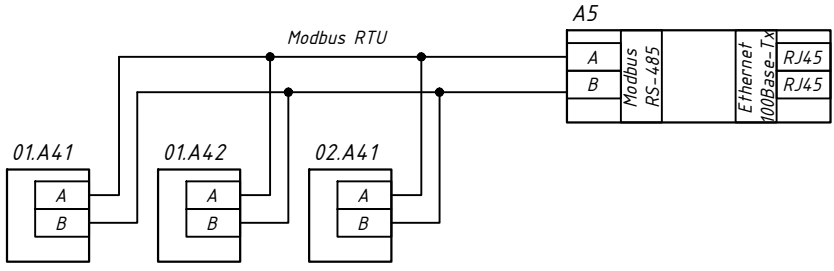 A5
Modbus RTU
A
B
Modbus
RS-485
Ethernet
100Base-Tx
RJ45
RJ45
01.A41
01.A42
02.A41
A
B
A
B
A
B